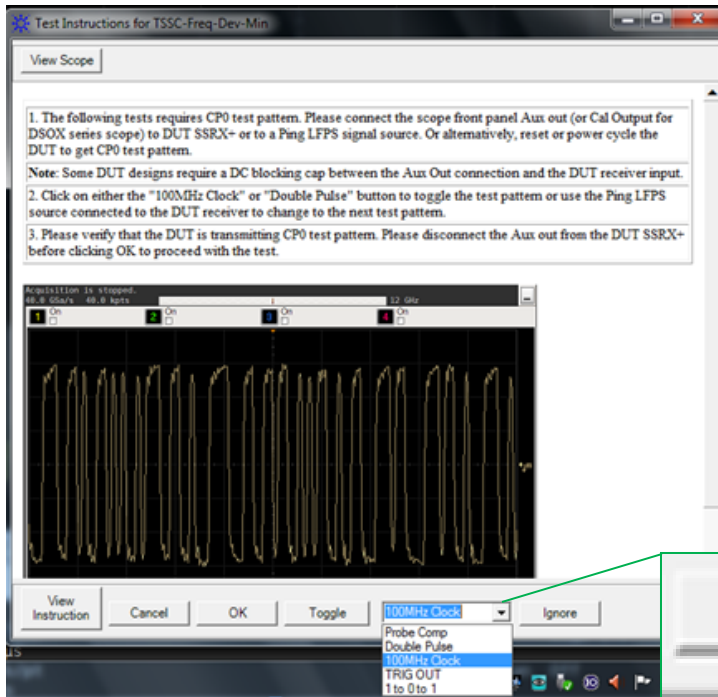 Test Instructions for TSSC-Freq-Dev-Min
View Scope
1. The following tests requires CP0 test pattern. Please connect the scope front panel Aux out (or Cal Output for
DSOX series scope) to DUT SSRX+ or to a Ping LFPS signal source. Or alternatively, reset or power cycle the
DUT to get CP0 test pattern.
Note: Some DUT designs require a DC blocking cap between the Aux Out connection and the DUT receiver input.
2. Click on either the "100MHz Clock" or "Double Pulse" button to toggle the test pattern or use the Ping LFPS
source connected to the DUT receiver to change to the next test pattern.
3. Please verify that the DUT is transmitting CP0 test pattern. Please disconnect the Aux out from the DUT SSRX+
before clicking OK to proceed with the test.
Acquisition is stopped.
40.0 GSa/s 40.0 kpts 12 GHz
1 On 2 On 3 On 4 On
View
Instruction
Cancel OK Toggle 100MHz Clock Ignore
Probe Comp
Double Pulse
100MHz Clock
TRIG OUT
1 to 0 to 1